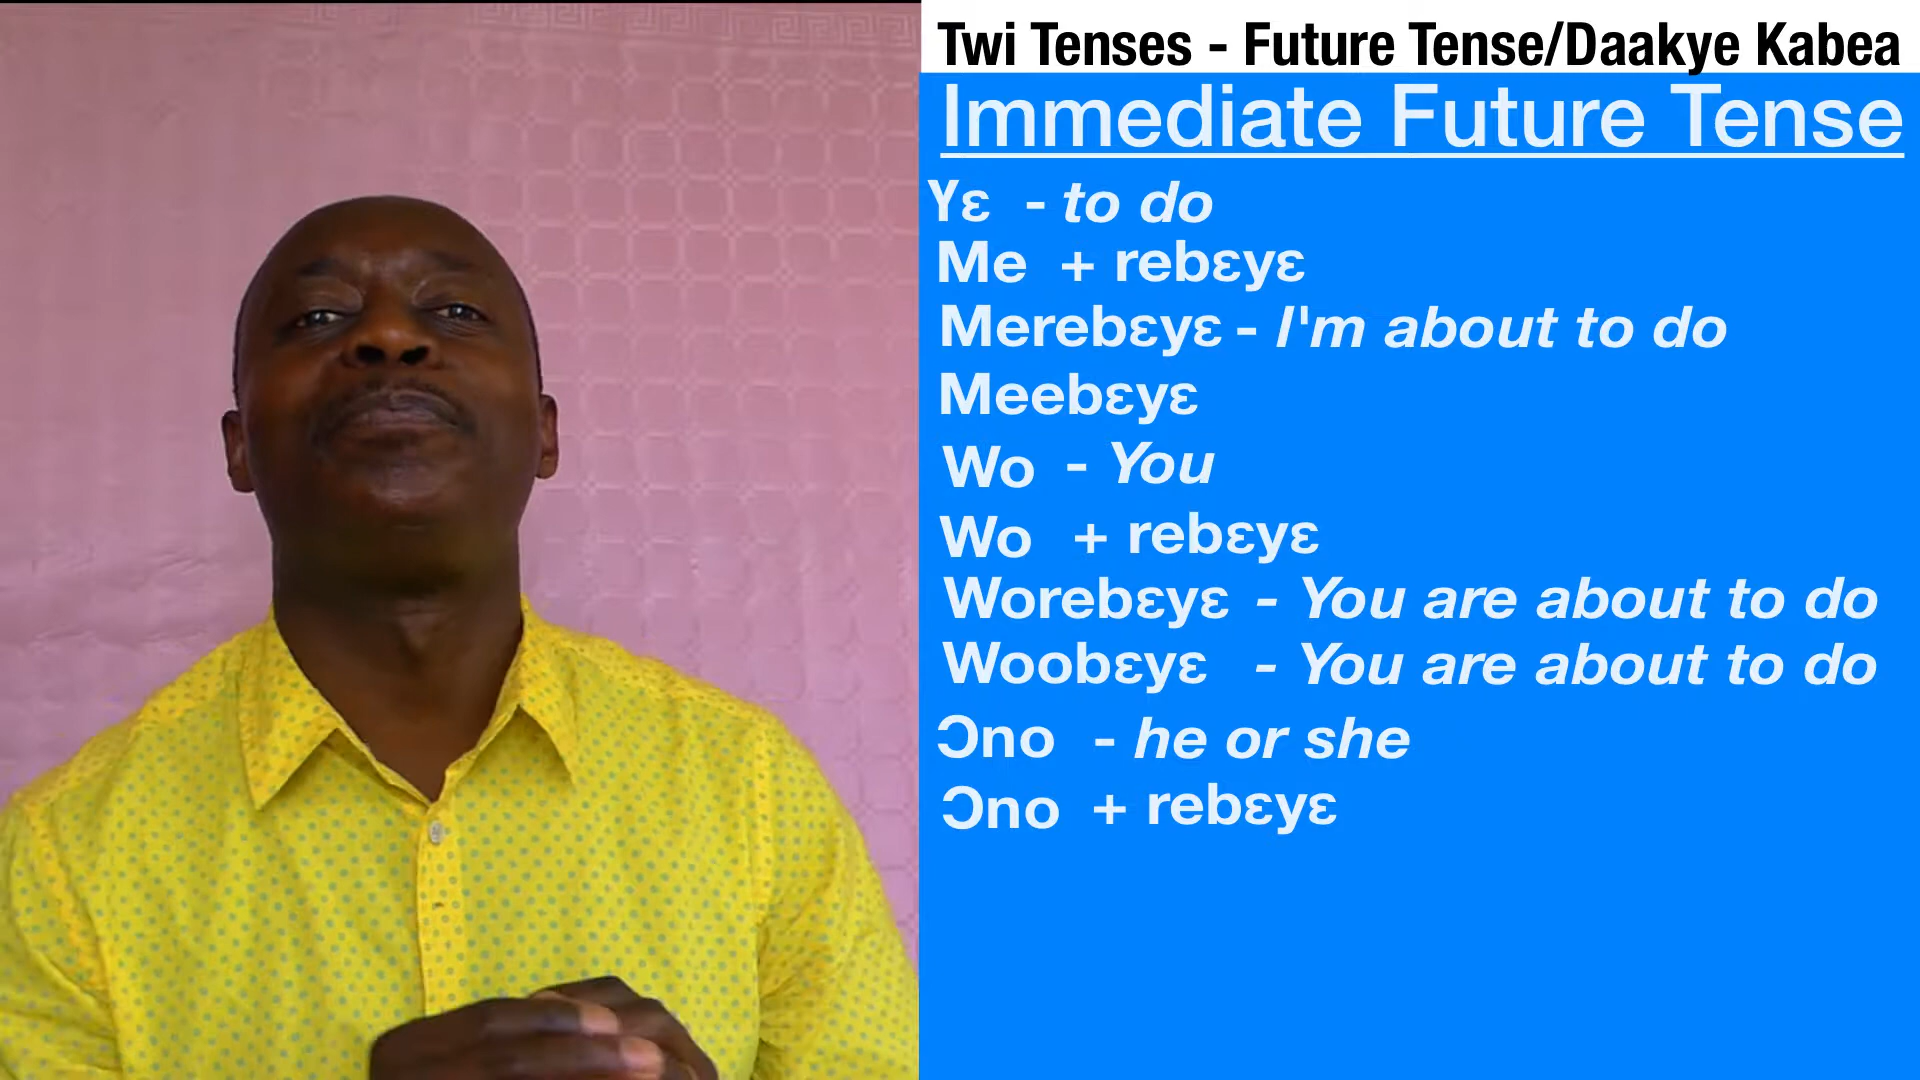 Twi Tenses - Future Tense/Daakye Kabea
Immediate Future Tense
Yɛ - to do
Me + rebɛyɛ
Merebɛyɛ - I'm about to do
Meebɛyɛ
Wo - You
Wo + rebɛyɛ
Worebɛyɛ - You are about to do
Woobɛyɛ - You are about to do
Ɔno - he or she
Ɔno + rebɛyɛ